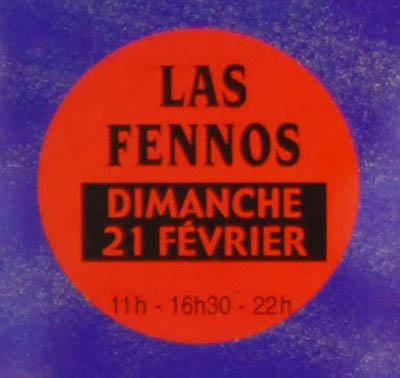 LAS
FENNOS
DIMANCHE
21 FÉVRIER
11h - 16h30 - 22h